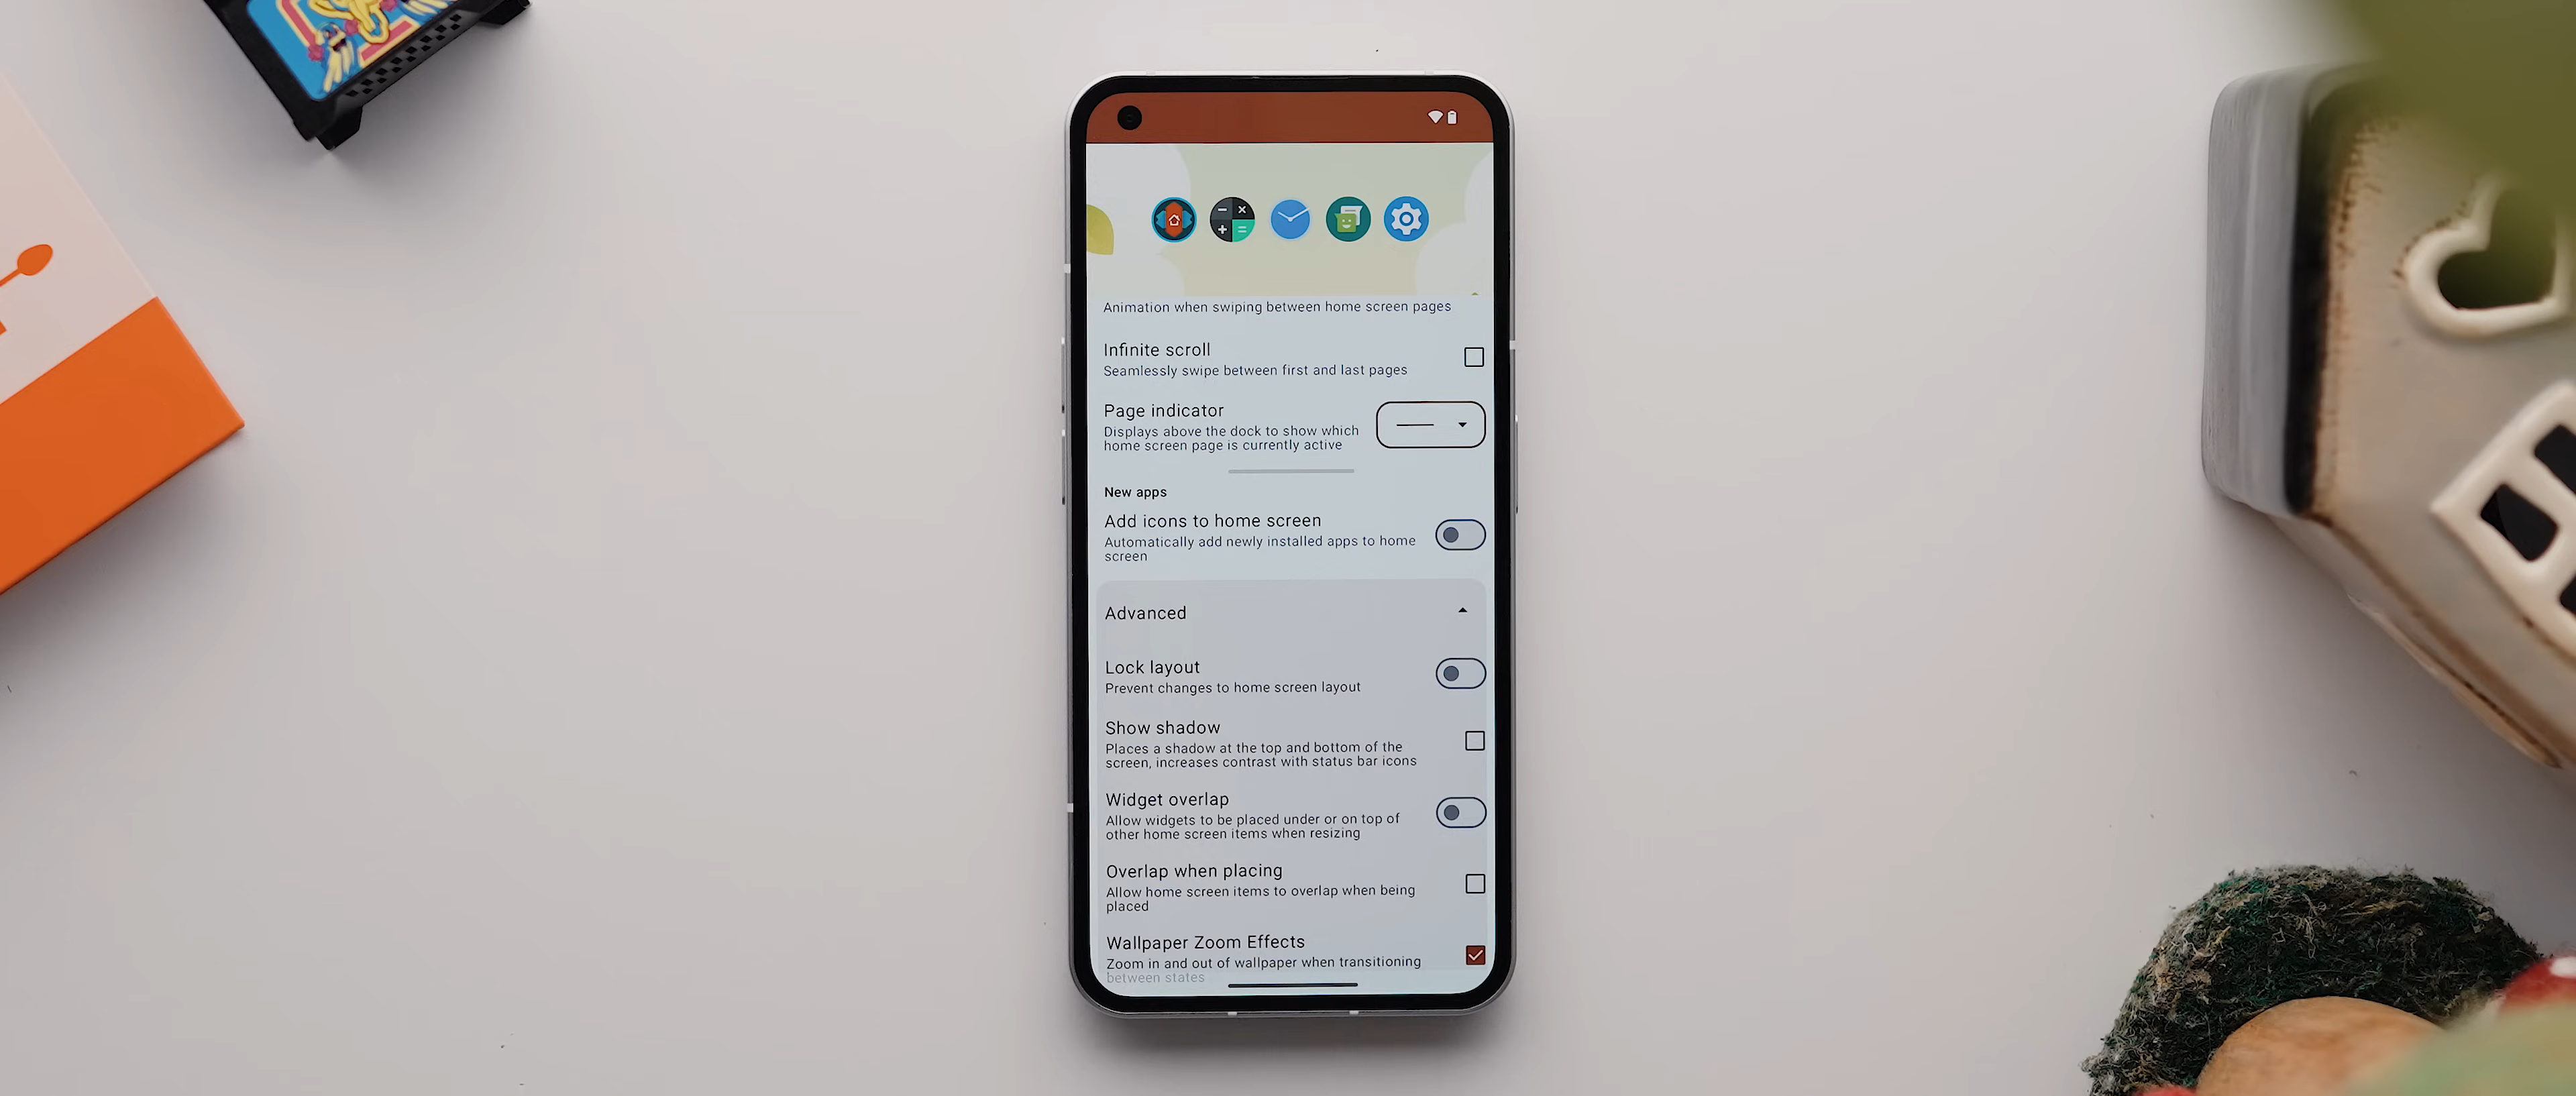 Animation when swiping between home screen pages
Infinite scroll
Seamlessly swipe between first and last pages
Page indicator
Displays above the dock to show which
home screen page is currently active
New apps
Add icons to home screen
Automatically add newly installed apps to home
screen
Advanced
Lock layout
Prevent changes to home screen layout
Show shadow
Places a shadow at the top and bottom of the
screen, increases contrast with status bar icons
Widget overlap
Allow widgets to be placed under or on top of
other home screen items when resizing
Overlap when placing
Allow home screen items to overlap when being
placed
Wallpaper Zoom Effects
Zoom in and out of wallpaper when transitioning
between states